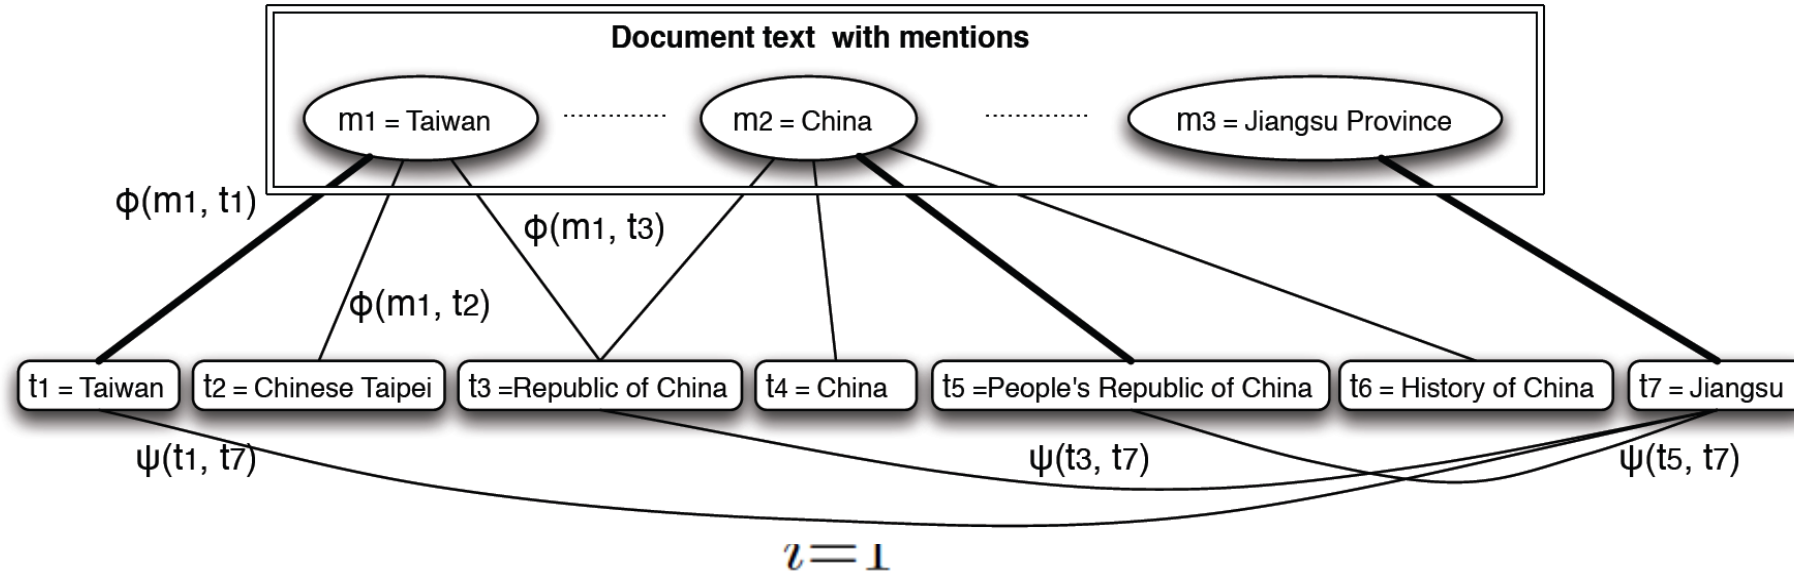 Document text with mentions
m1 = Taiwan
m2 = China
m3 = Jiangsu Province
ϕ(m1, t1)
ϕ(m1, t3)
ϕ(m1, t2)
t1 = Taiwan
t2 = Chinese Taipei
t3 =Republic of China
t4 = China
t5 =People's Republic of China
t6 = History of China
t7 = Jiangsu
ψ(t1, t7)
ψ(t3, t7)
ψ(t5, t7)